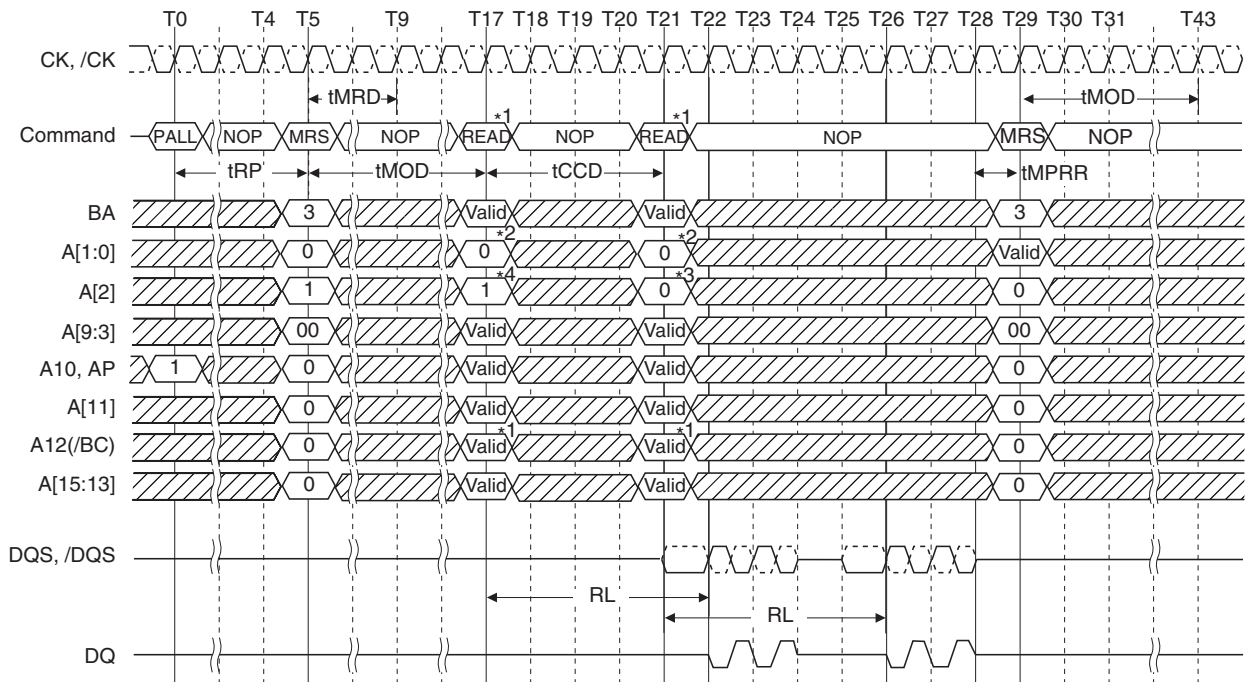 T0 T4 T5 T9 T17 T18 T19 T20 T21 T22 T23 T24 T25 T26 T27 T28 T29 T30 T31 T43
CK, /CK
tMRD tMOD
*1 *1
Command PALL NOP MRS NOP READ NOP READ NOP MRS NOP
tRP tMOD tCCD tMPRR
BA 3 Valid Valid 3
*2 *2
A[1:0] 0 0 0 Valid
*4 *3
A[2] 1 1 0 0
A[9:3] 00 Valid Valid 00
A10, AP 1 0 Valid Valid 0
A[11] 0 Valid Valid 0
*1 *1
A12(/BC) 0 Valid Valid 0
A[15:13] 0 Valid Valid 0
DQS, /DQS
RL
RL
DQ